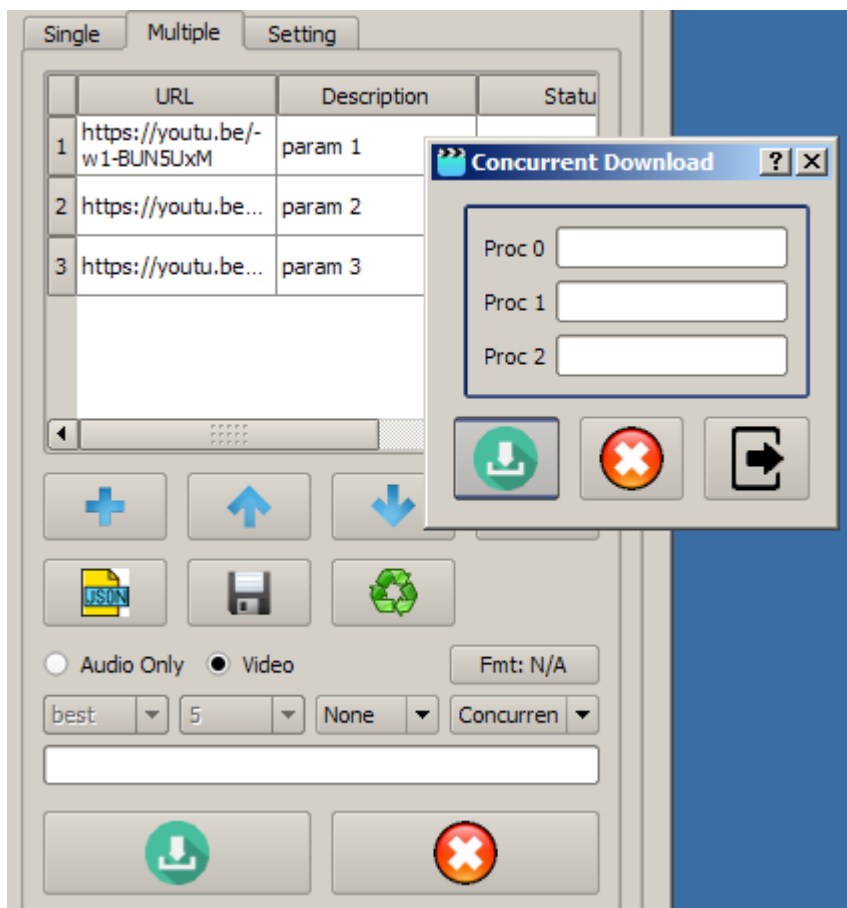 Single Multiple Setting
URL Description Statu
1 https://youtu.be/-
w1-BUN5UxM param 1
2 https://youtu.be... param 2
3 https://youtu.be... param 3
Concurrent Download ? X
Proc 0
Proc 1
Proc 2
JSON
Audio Only Video Fmt: N/A
best 5 None Concurren